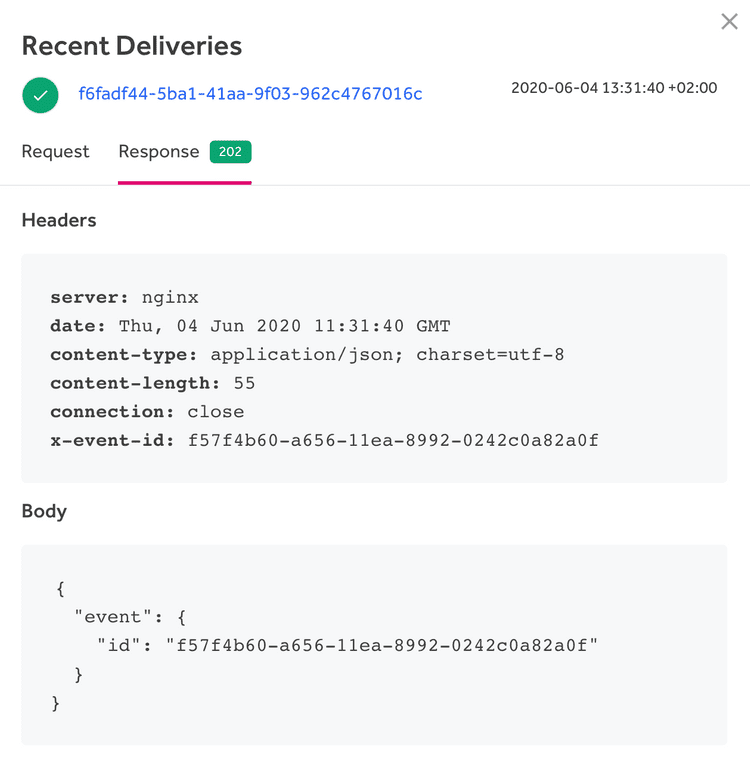 Recent Deliveries
f6fadf44-5ba1-41aa-9f03-962c4767016c 2020-06-04 13:31:40 +02:00
Request Response 202
Headers
server: nginx
date: Thu, 04 Jun 2020 11:31:40 GMT
content-type: application/json; charset=utf-8
content-length: 55
connection: close
x-event-id: f57f4b60-a656-11ea-8992-0242c0a82a0f
Body
{
"event": {
"id": "f57f4b60-a656-11ea-8992-0242c0a82a0f"
}
}